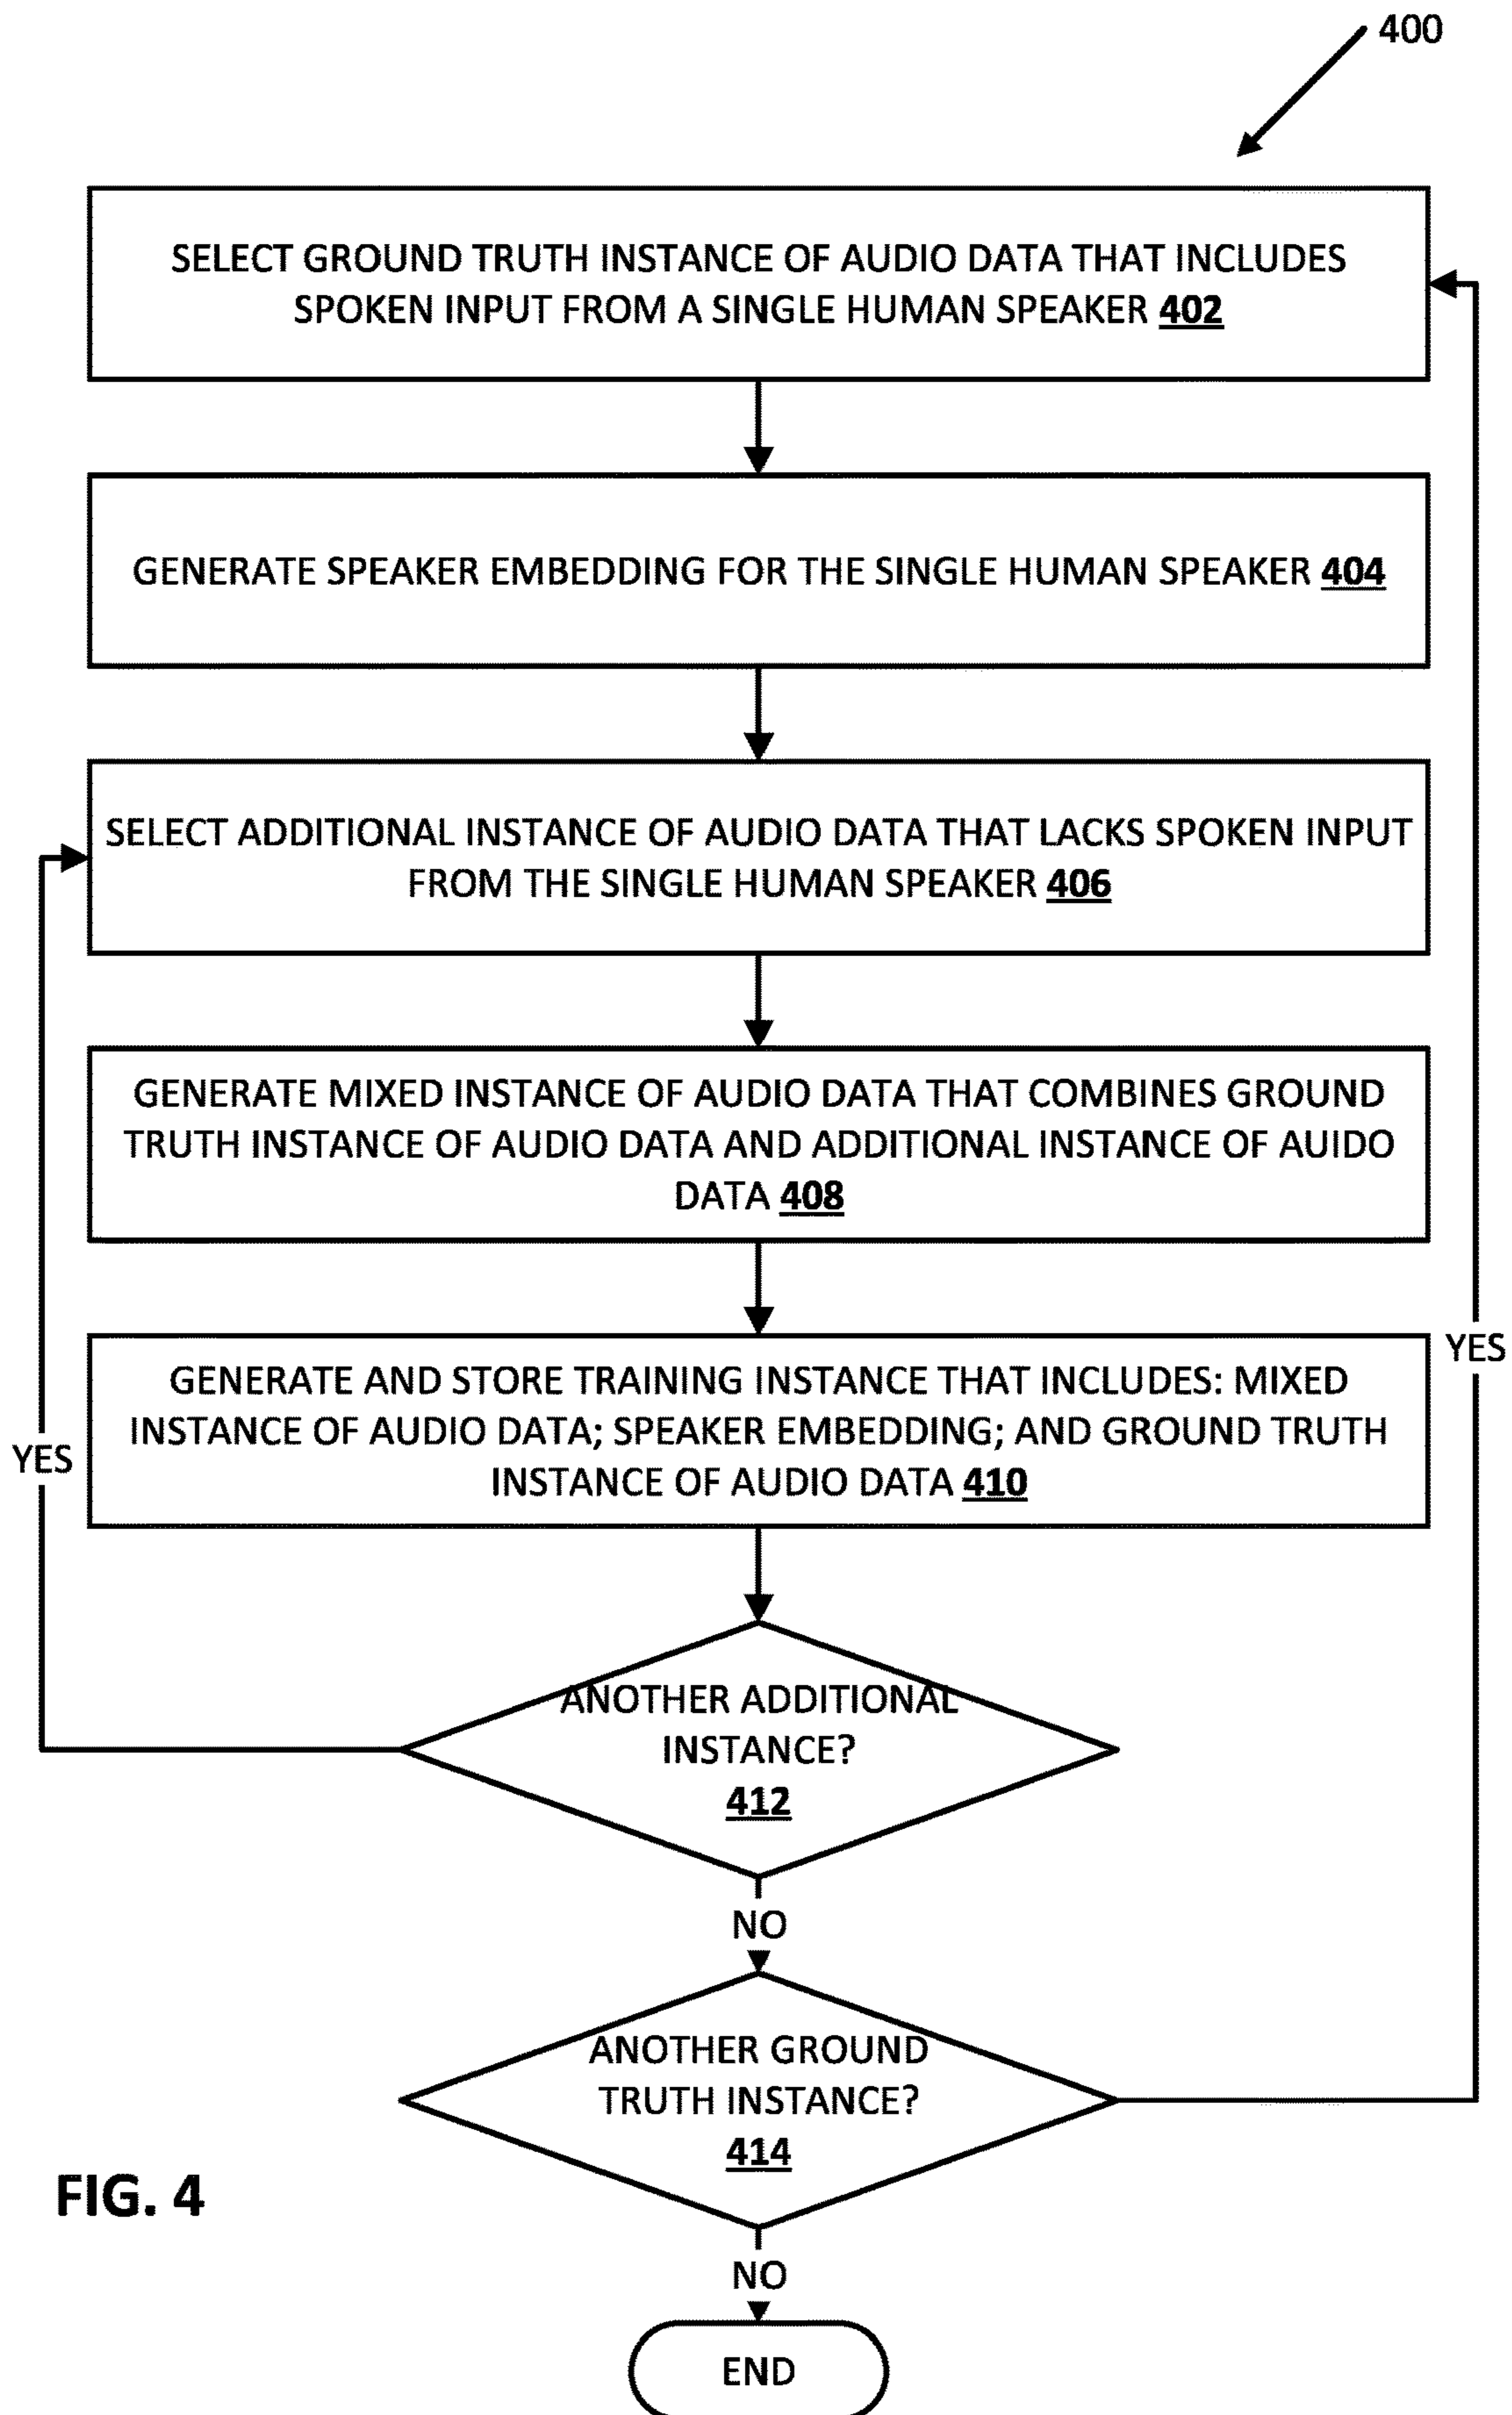 400
SELECT GROUND TRUTH INSTANCE OF AUDIO DATA THAT INCLUDES
SPOKEN INPUT FROM A SINGLE HUMAN SPEAKER 402
GENERATE SPEAKER EMBEDDING FOR THE SINGLE HUMAN SPEAKER 404
SELECT ADDITIONAL INSTANCE OF AUDIO DATA THAT LACKS SPOKEN INPUT
FROM THE SINGLE HUMAN SPEAKER 406
GENERATE MIXED INSTANCE OF AUDIO DATA THAT COMBINES GROUND
TRUTH INSTANCE OF AUDIO DATA AND ADDITIONAL INSTANCE OF AUIDO
DATA 408
GENERATE AND STORE TRAINING INSTANCE THAT INCLUDES: MIXED
INSTANCE OF AUDIO DATA; SPEAKER EMBEDDING; AND GROUND TRUTH
INSTANCE OF AUDIO DATA 410
YES
YES
ANOTHER ADDITIONAL
INSTANCE?
412
NO
ANOTHER GROUND
TRUTH INSTANCE?
414
FIG. 4
NO
END